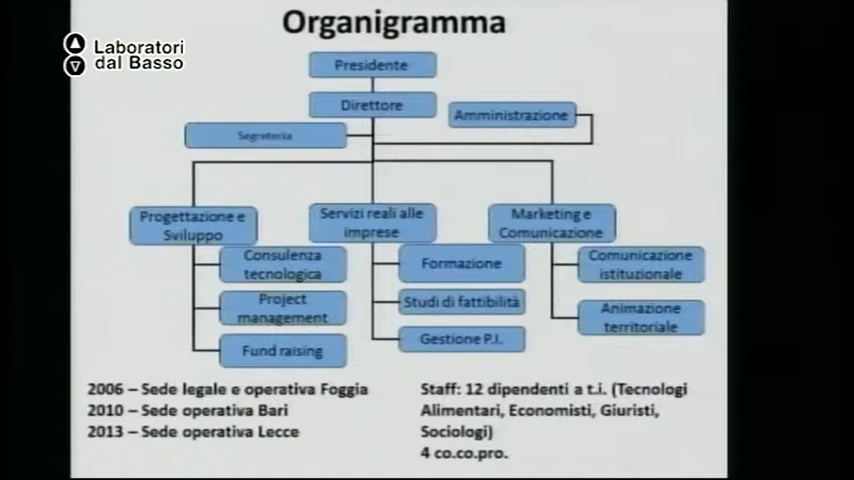 Organigramma
Laboratori
dal Basso
Presidente
Direttore
Amministrazione
Segreteria
Progettazione e
Sviluppo
Servizi reali alle
imprese
Marketing e
Comunicazione
Consulenza
tecnologica
Project
management
Fund raising
Formazione
Studi di fattibilità
Gestione P.I.
Comunicazione
istituzionale
Animazione
territoriale
2006 – Sede legale e operativa Foggia
2010 – Sede operativa Bari
2013 – Sede operativa Lecce
Staff: 12 dipendenti a t.i. (Tecnologi
Alimentari, Economisti, Giuristi,
Sociologi)
4 co.co.pro.